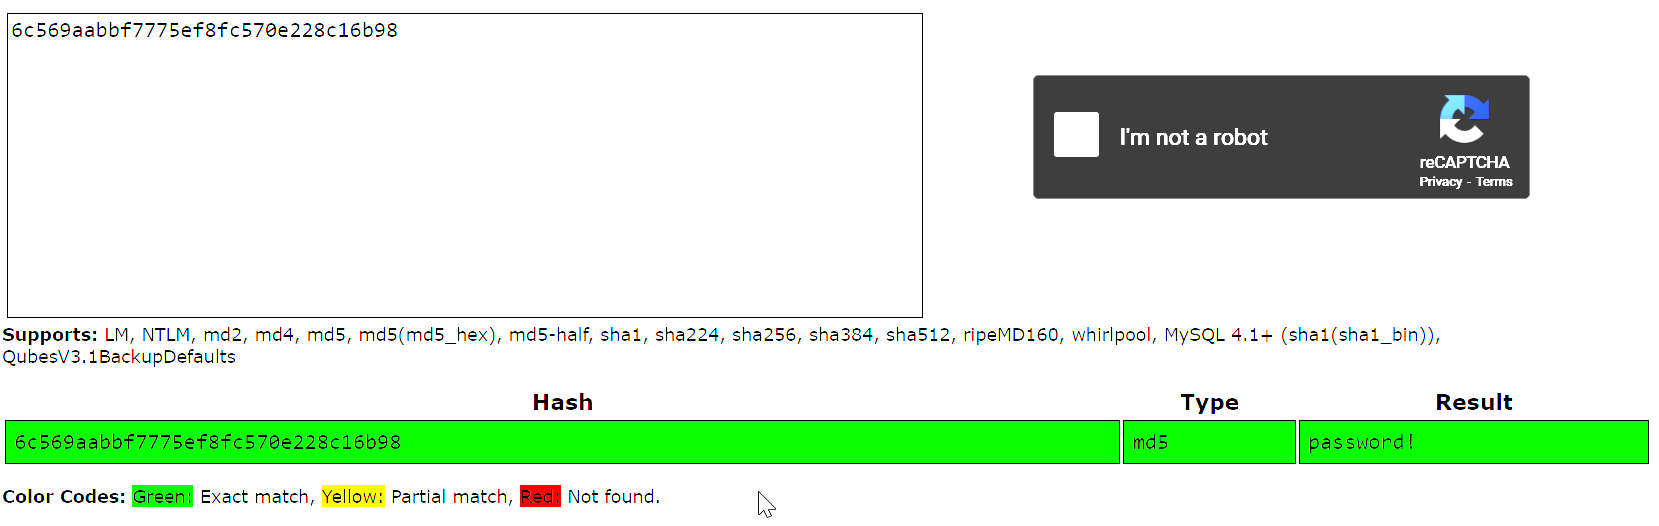 6c569aabbf7775ef8fc570e228c16b98
I'm not a robot
reCAPTCHA
Privacy - Terms
Supports: LM, NTLM, md2, md4, md5, md5(md5_hex), md5-half, sha1, sha224, sha256, sha384, sha512, ripeMD160, whirlpool, MySQL 4.1+ (sha1(sha1_bin)),
QubesV3.1BackupDefaults
Hash Type Result
6c569aabbf7775ef8fc570e228c16b98 md5 password!
Color Codes: Green: Exact match, Yellow: Partial match, Red: Not found.